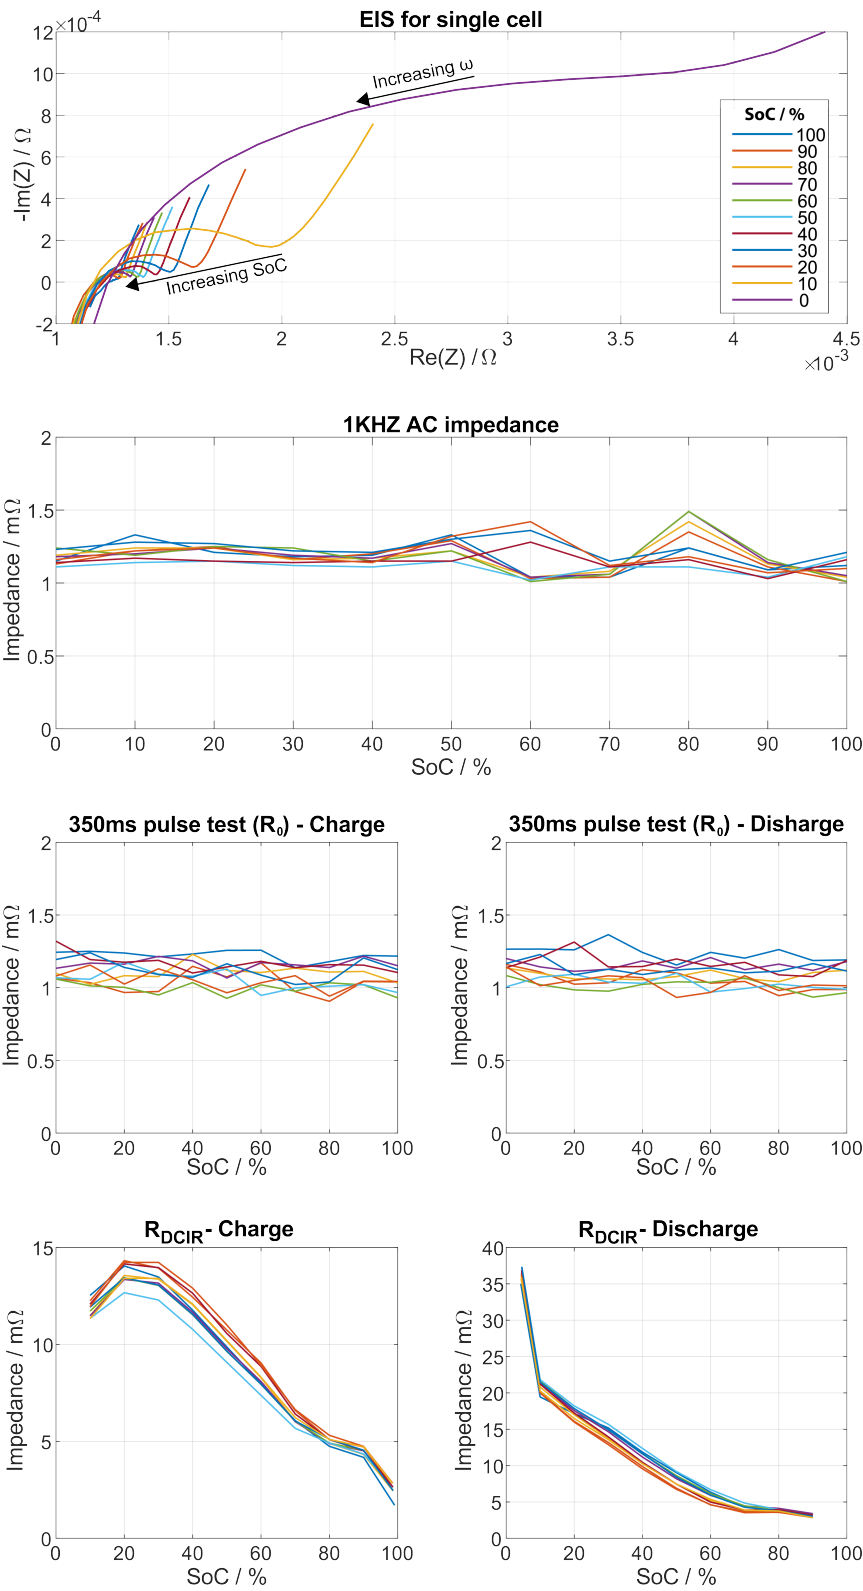 EIS for single cell
×10⁻⁴
12
10
8
6
4
2
0
-2
-Im(Z) / Ω
Increasing ω
Increasing SoC
SoC / %
100
90
80
70
60
50
40
30
20
10
0
1 1.5 2 2.5 3 3.5 4 4.5
Re(Z) / Ω
×10⁻³
1KHZ AC impedance
2
1.5
1
0.5
0
Impedance / mΩ
0 10 20 30 40 50 60 70 80 90 100
SoC / %
350ms pulse test (R₀) - Charge
2
1.5
1
0.5
0
Impedance / mΩ
0 20 40 60 80 100
SoC / %
350ms pulse test (R₀) - Disharge
2
1.5
1
0.5
0
Impedance / mΩ
0 20 40 60 80 100
SoC / %
R_DCIR - Charge
15
10
5
0
Impedance / mΩ
0 20 40 60 80 100
SoC / %
R_DCIR - Discharge
40
35
30
25
20
15
10
5
0
Impedance / mΩ
0 20 40 60 80 100
SoC / %